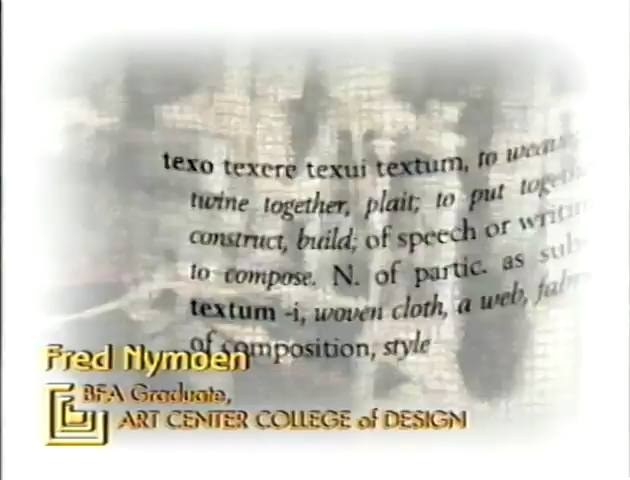 texo texere texui textum, to weave
twine together, plait; to put
construct, build; of speech or
to compose. N. of partic. as
textum -i, woven cloth, a web,
of composition, style
Fred Nymoen
BFA Graduate,
ART CENTER COLLEGE of DESIGN